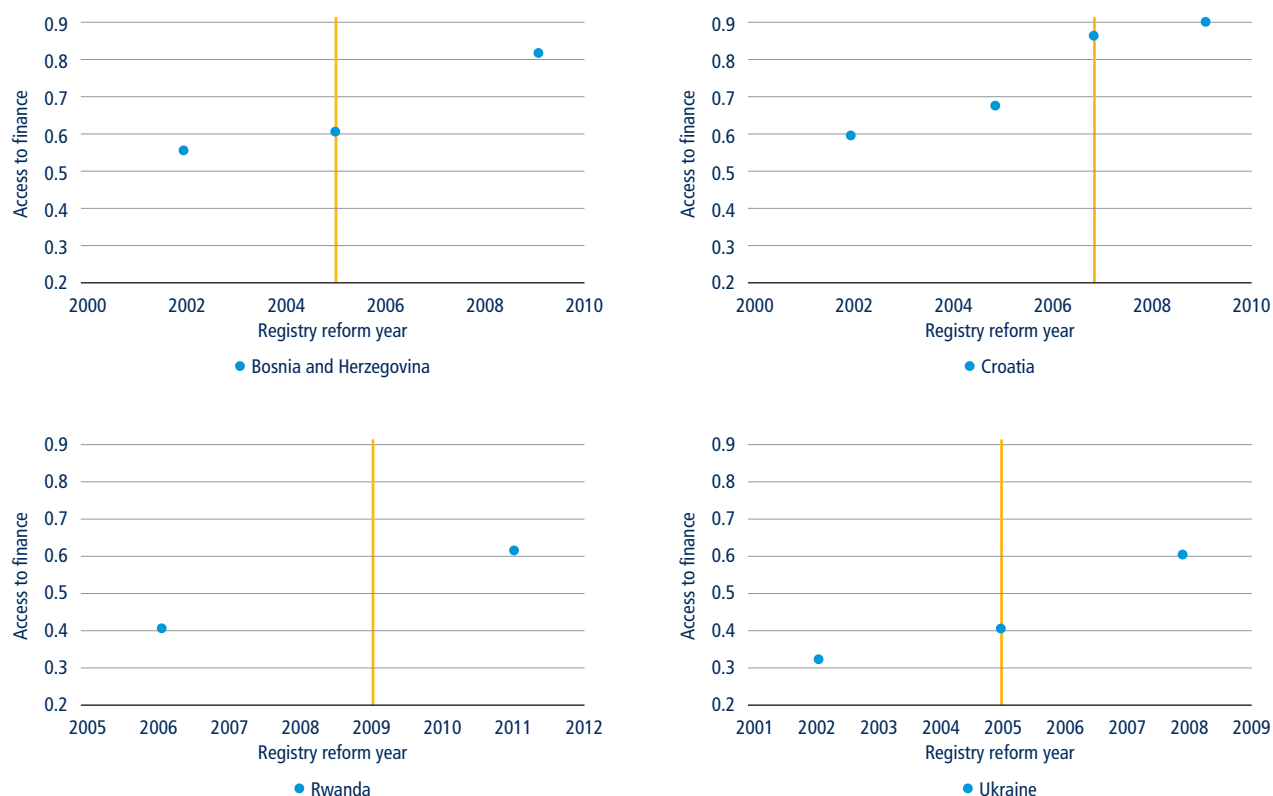 0.9
0.8
0.7
0.6
0.5
0.4
0.3
0.2
Access to finance
2000 2002 2004 2006 2008 2010
Registry reform year
Bosnia and Herzegovina
0.9
0.8
0.7
0.6
0.5
0.4
0.3
0.2
Access to finance
2000 2002 2004 2006 2008 2010
Registry reform year
Croatia
0.9
0.8
0.7
0.6
0.5
0.4
0.3
0.2
Access to finance
2005 2006 2007 2008 2009 2010 2011 2012
Registry reform year
Rwanda
0.9
0.8
0.7
0.6
0.5
0.4
0.3
0.2
Access to finance
2001 2002 2003 2004 2005 2006 2007 2008 2009
Registry reform year
Ukraine